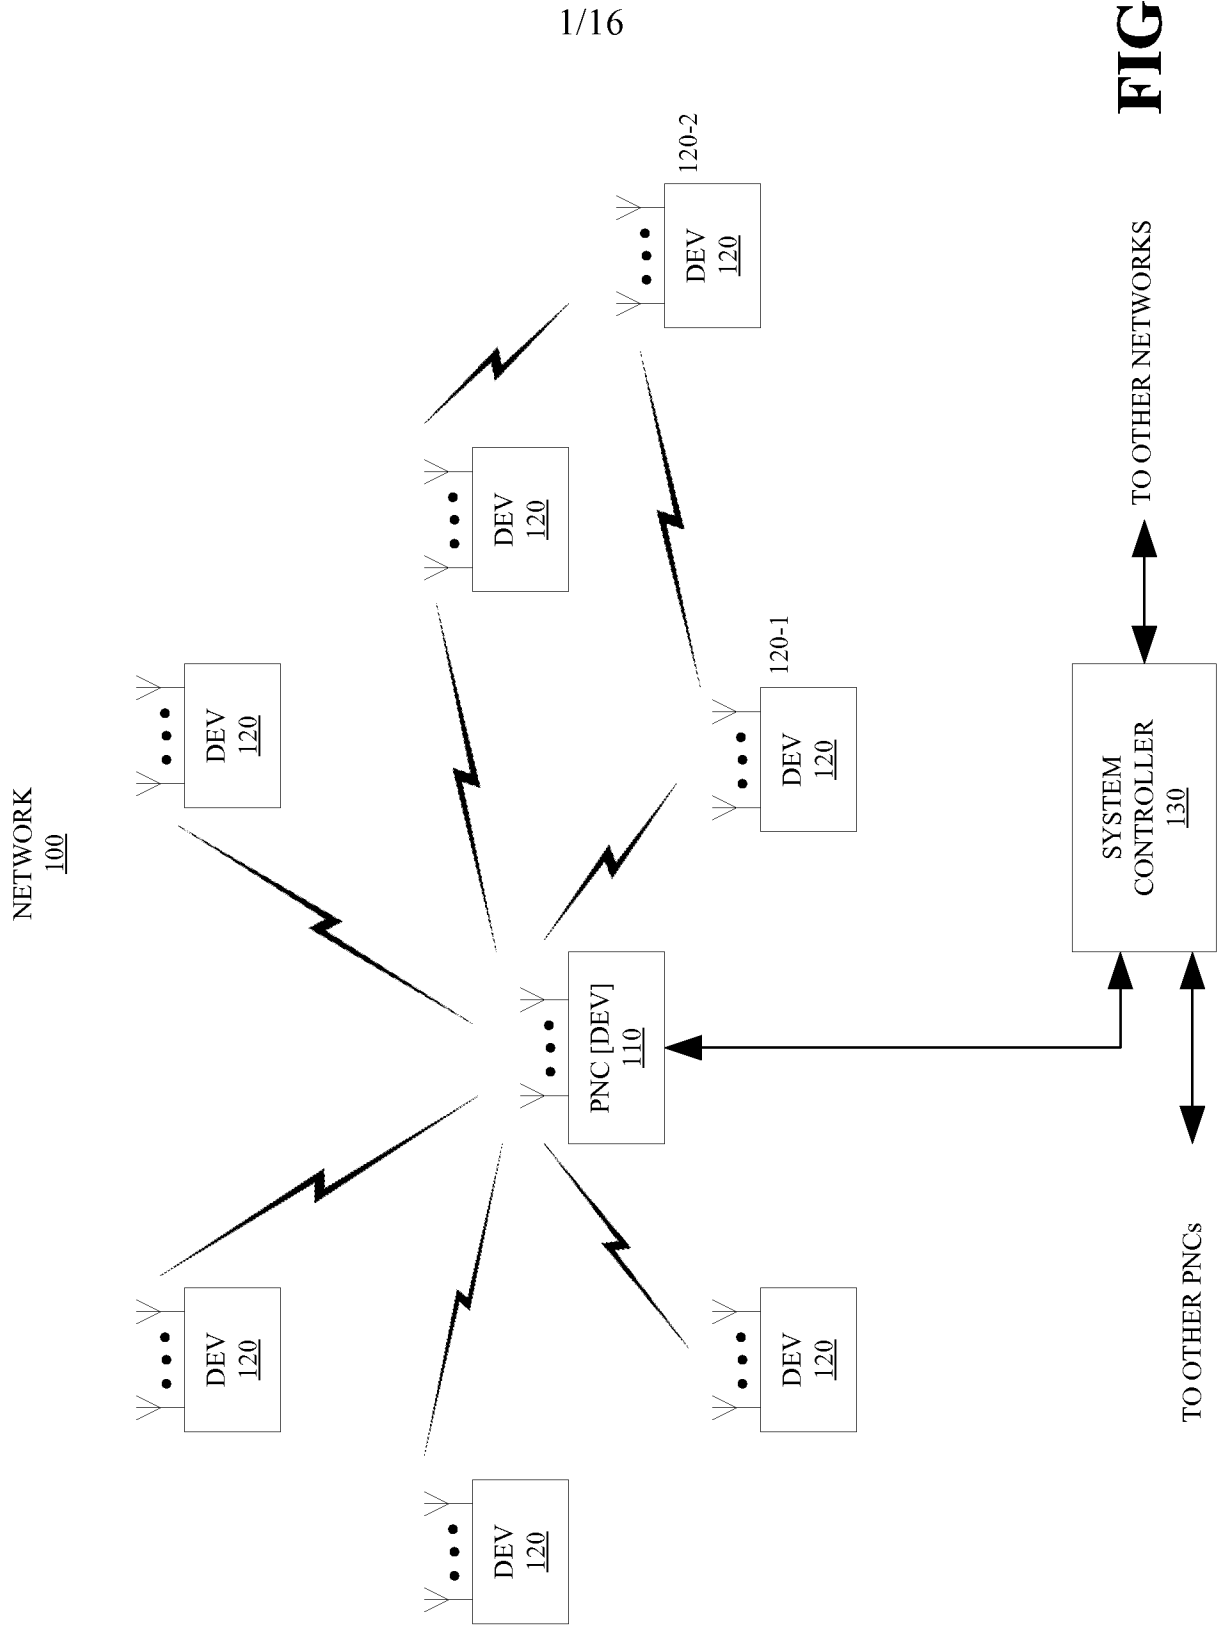 1/16
NETWORK
100
DEV
120
DEV
120
DEV
120
DEV
120
120-2
DEV
120
PNC [DEV]
110
120-1
DEV
120
DEV
120
SYSTEM
CONTROLLER
130
TO OTHER NETWORKS
TO OTHER PNCs
FIG